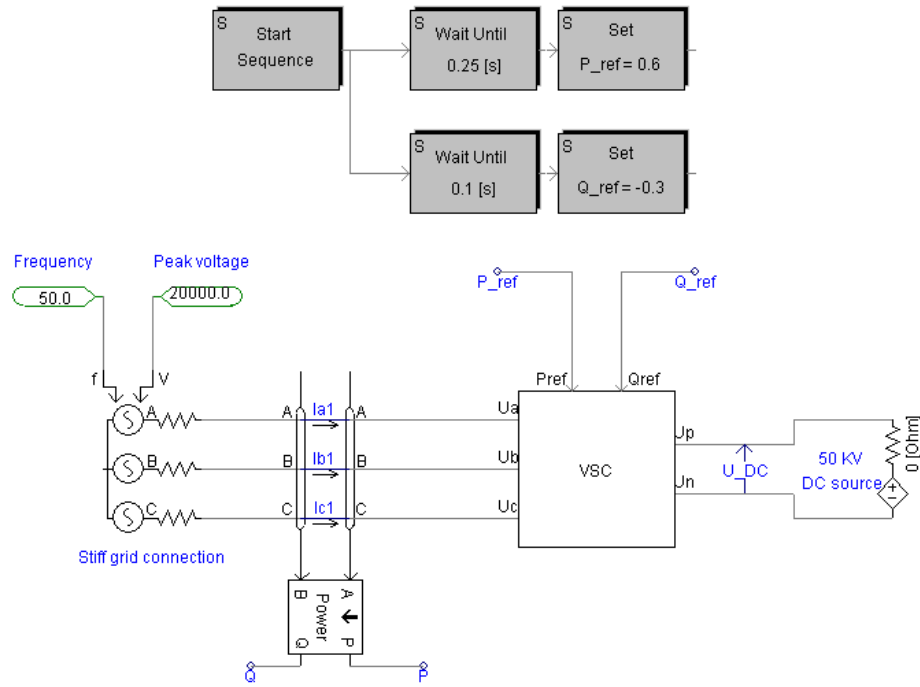 S
Start
Sequence
S
Wait Until
0.25 [s]
S
Set
P_ref = 0.6
S
Wait Until
0.1 [s]
S
Set
Q_ref = -0.3
Frequency
Peak voltage
50.0
20000.0
P_ref
Q_ref
f
V
Pref
Qref
A
A
Ia1
A
Ua
B
B
Ib1
B
Ub
C
C
Ic1
C
Uc
VSC
Up
Un
U_DC
50 KV
DC source
0 [Ohm]
Stiff grid connection
B
A
Power
Q
P
Q
P